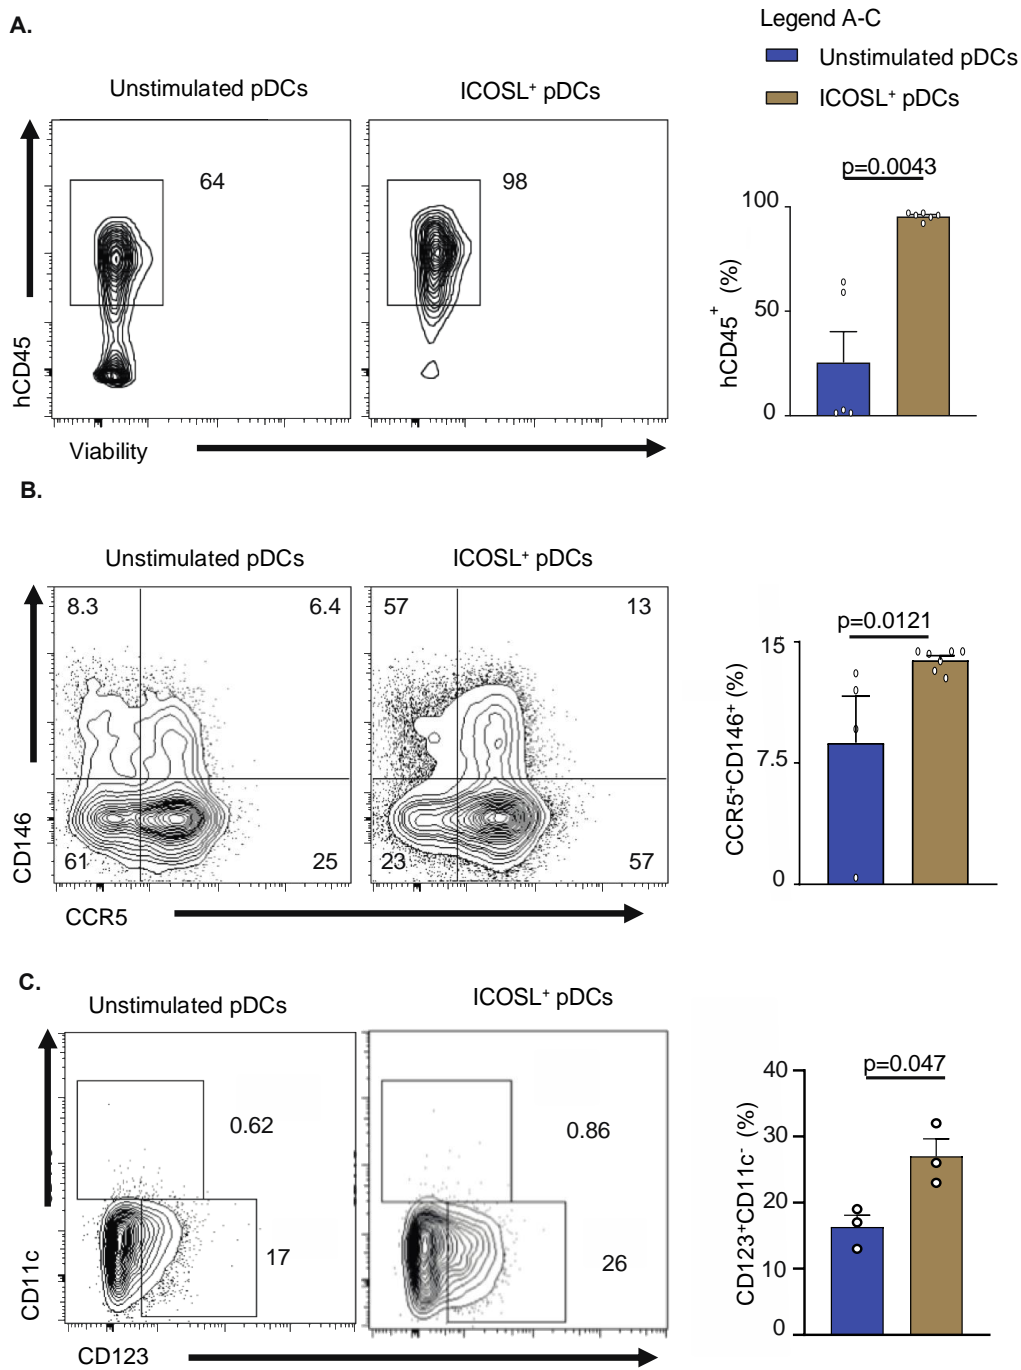 A.
Legend A-C
Unstimulated pDCs
ICOSL⁺ pDCs
Unstimulated pDCs
ICOSL⁺ pDCs
64
98
hCD45
Viability
p=0.0043
100
50
0
hCD45⁺ (%)
B.
Unstimulated pDCs
ICOSL⁺ pDCs
8.3
6.4
57
13
61
25
23
57
CD146
CCR5
p=0.0121
15
7.5
0
CCR5⁺CD146⁺ (%)
C.
Unstimulated pDCs
ICOSL⁺ pDCs
0.62
0.86
17
26
CD11c
CD123
p=0.047
40
30
20
10
0
CD123⁺CD11c⁻ (%)